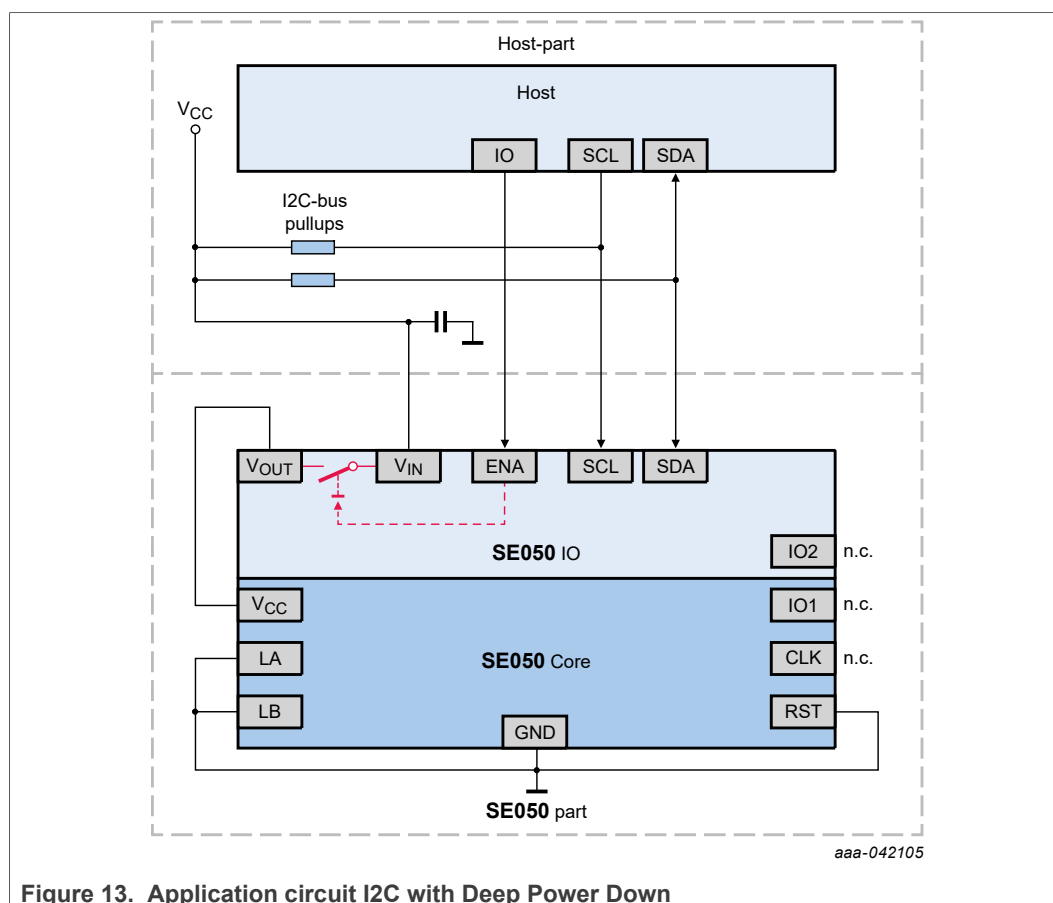 Host-part
Host
VCC
IO
SCL
SDA
I2C-bus
pullups
VOUT
VIN
ENA
SCL
SDA
SE050 IO
IO2
n.c.
VCC
IO1
n.c.
LA
SE050 Core
CLK
n.c.
LB
RST
GND
SE050 part
aaa-042105
Figure 13. Application circuit I2C with Deep Power Down